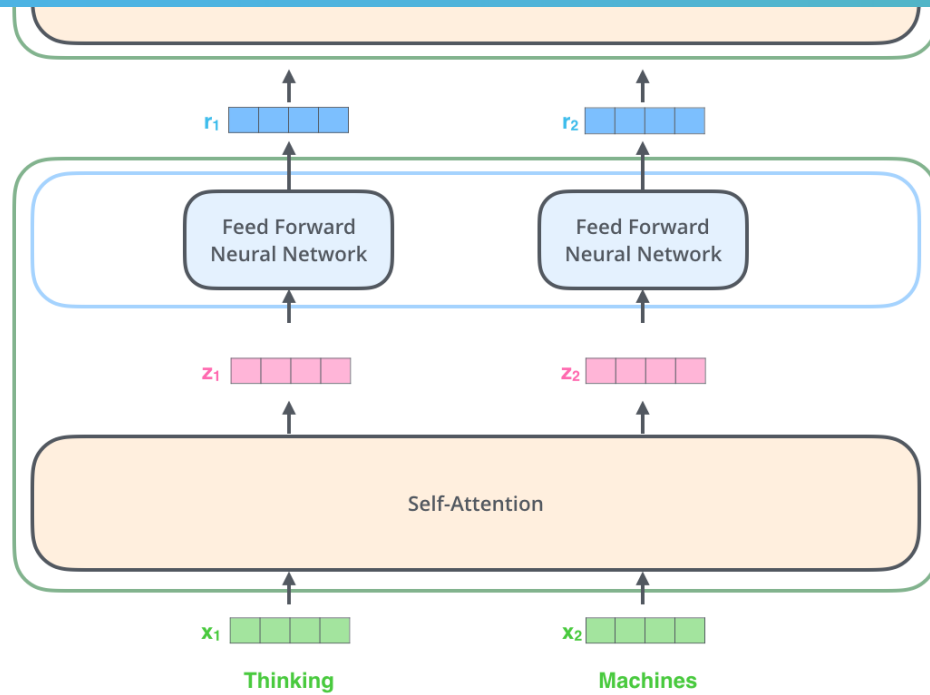 r₁ r₂
Feed Forward Feed Forward
Neural Network Neural Network
z₁ z₂
Self-Attention
x₁ x₂
Thinking Machines